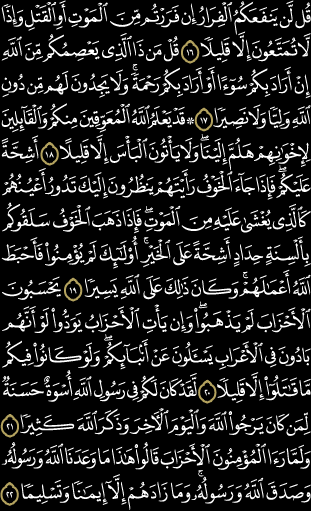 قُل لَّن يَنفَعَكُمُ ٱلْفِرَارُ إِن فَرَرْتُم مِّنَ ٱلْمَوْتِ أَوِ ٱلْقَتْلِ وَإِذًا
لَّا تُمَتَّعُونَ إِلَّا قَلِيلًا ١٦ قُلْ مَن ذَا ٱلَّذِى يَعْصِمُكُم مِّنَ ٱللَّهِ
إِنْ أَرَادَ بِكُمْ سُوٓءًا أَوْ أَرَادَ بِكُمْ رَحْمَةً ۚ وَلَا يَجِدُونَ لَهُم مِّن دُونِ
ٱللَّهِ وَلِيًّا وَلَا نَصِيرًا ١٧ ۞ قَدْ يَعْلَمُ ٱللَّهُ ٱلْمُعَوِّقِينَ مِنكُمْ وَٱلْقَآئِلِينَ
لِإِخْوَٰنِهِمْ هَلُمَّ إِلَيْنَا ۖ وَلَا يَأْتُونَ ٱلْبَأْسَ إِلَّا قَلِيلًا ١٨ أَشِحَّةً
عَلَيْكُمْ ۖ فَإِذَا جَآءَ ٱلْخَوْفُ رَأَيْتَهُمْ يَنظُرُونَ إِلَيْكَ تَدُورُ أَعْيُنُهُمْ
كَٱلَّذِى يُغْشَىٰ عَلَيْهِ مِنَ ٱلْمَوْتِ ۖ فَإِذَا ذَهَبَ ٱلْخَوْفُ سَلَقُوكُم
بِأَلْسِنَةٍ حِدَادٍ أَشِحَّةً عَلَى ٱلْخَيْرِ ۚ أُو۟لَٰٓئِكَ لَمْ يُؤْمِنُوا۟ فَأَحْبَطَ
ٱللَّهُ أَعْمَٰلَهُمْ ۚ وَكَانَ ذَٰلِكَ عَلَى ٱللَّهِ يَسِيرًا ١٩ يَحْسَبُونَ
ٱلْأَحْزَابَ لَمْ يَذْهَبُوا۟ ۖ وَإِن يَأْتِ ٱلْأَحْزَابُ يَوَدُّوا۟ لَوْ أَنَّهُم
بَادُونَ فِى ٱلْأَعْرَابِ يَسْـَٔلُونَ عَنْ أَنۢبَآئِكُمْ ۖ وَلَوْ كَانُوا۟ فِيكُم
مَّا قَٰتَلُوٓا۟ إِلَّا قَلِيلًا ٢٠ لَّقَدْ كَانَ لَكُمْ فِى رَسُولِ ٱللَّهِ أُسْوَةٌ حَسَنَةٌ
لِّمَن كَانَ يَرْجُوا۟ ٱللَّهَ وَٱلْيَوْمَ ٱلْـَٔاخِرَ وَذَكَرَ ٱللَّهَ كَثِيرًا ٢١
وَلَمَّا رَءَا ٱلْمُؤْمِنُونَ ٱلْأَحْزَابَ قَالُوا۟ هَٰذَا مَا وَعَدَنَا ٱللَّهُ وَرَسُولُهُۥ
وَصَدَقَ ٱللَّهُ وَرَسُولُهُۥ ۚ وَمَا زَادَهُمْ إِلَّآ إِيمَٰنًا وَتَسْلِيمًا ٢٢